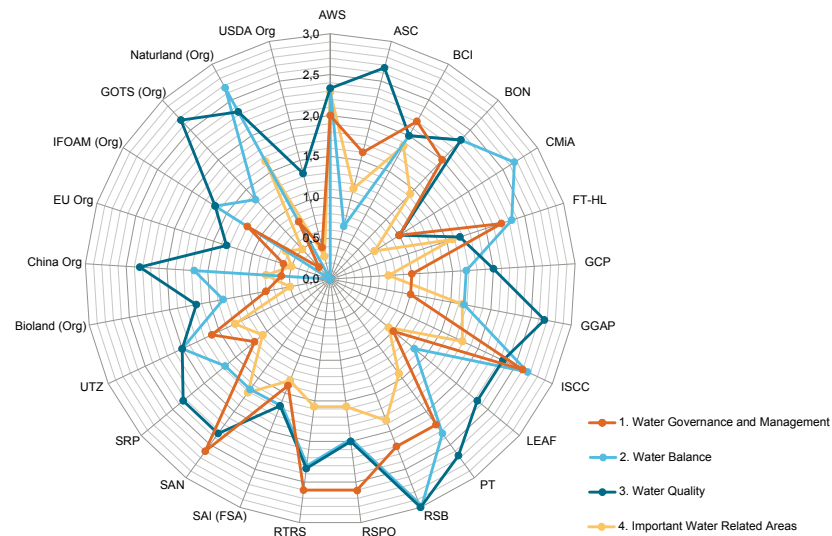 AWS
ASC
BCI
BON
CMiA
FT-HL
GCP
GGAP
ISCC
LEAF
PT
RSB
RSPO
RTRS
SAI (FSA)
SAN
SRP
UTZ
Bioland (Org)
China Org
EU Org
IFOAM (Org)
GOTS (Org)
Naturland (Org)
USDA Org
3,0
2,5
2,0
1,5
1,0
0,5
0,0
1. Water Governance and Management
2. Water Balance
3. Water Quality
4. Important Water Related Areas